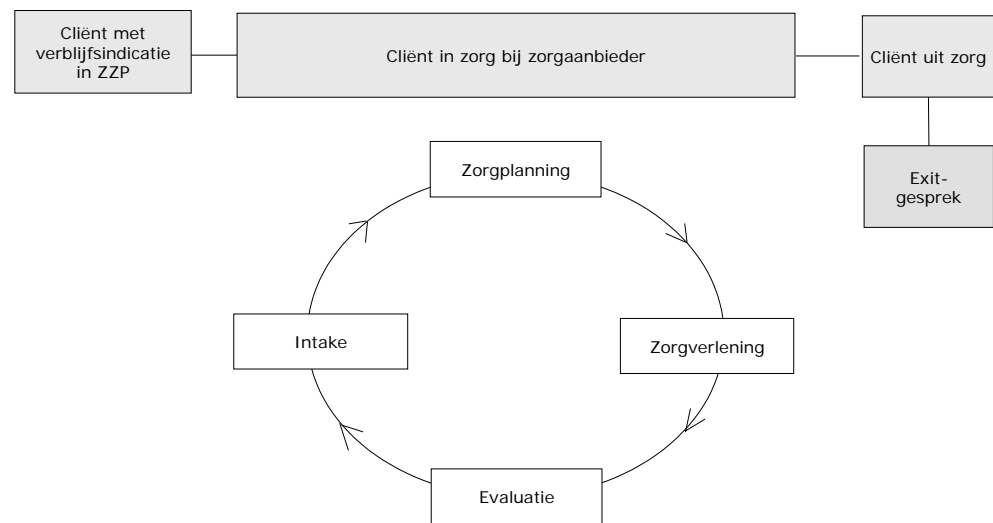 Cliënt met
verblijfsindicatie
in ZZP
Cliënt in zorg bij zorgaanbieder
Cliënt uit zorg
Exit-
gesprek
Zorgplanning
Intake
Zorgverlening
Evaluatie